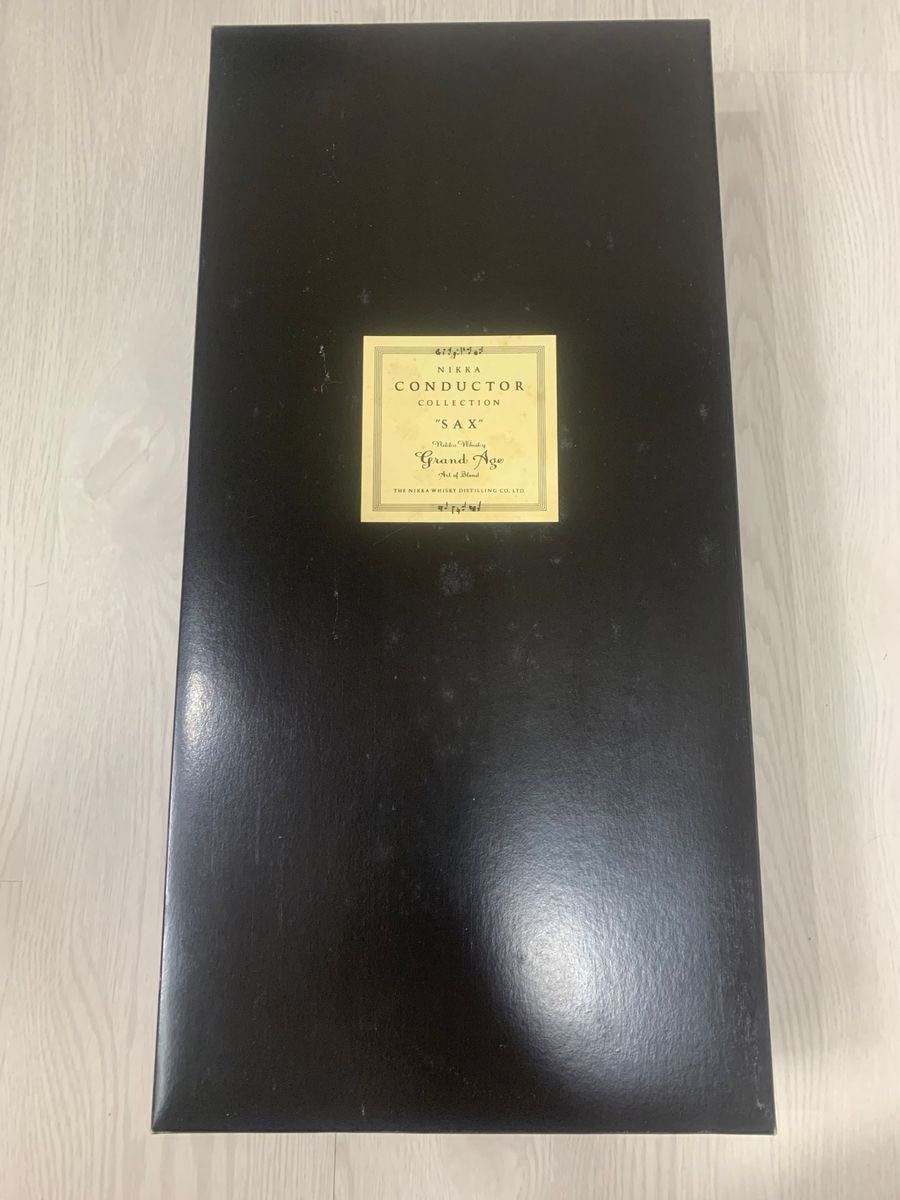 NIKKA
CONDUCTOR
COLLECTION
"SAX"
Nikka Whisky
Grand Age
Art of Blend
THE NIKKA WHISKY DISTILLING CO., LTD.